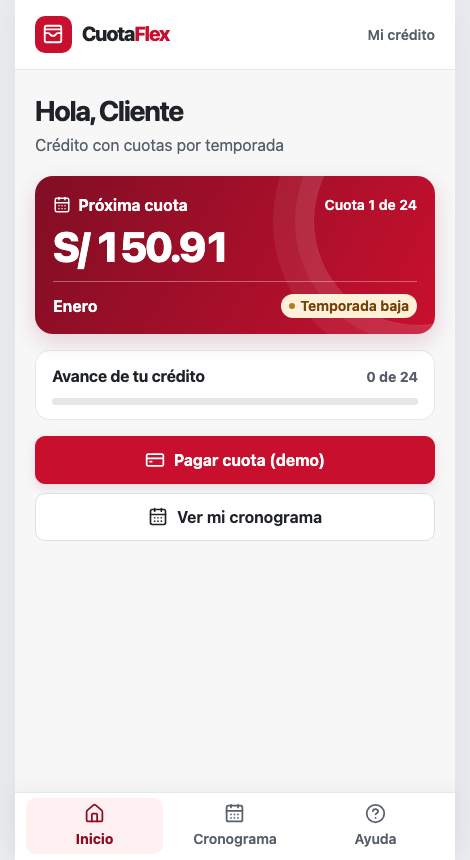 CuotaFlex
Mi crédito
Hola, Cliente
Crédito con cuotas por temporada
Próxima cuota
Cuota 1 de 24
S/ 150.91
Enero
Temporada baja
Avance de tu crédito
0 de 24
Pagar cuota (demo)
Ver mi cronograma
Inicio
Cronograma
Ayuda